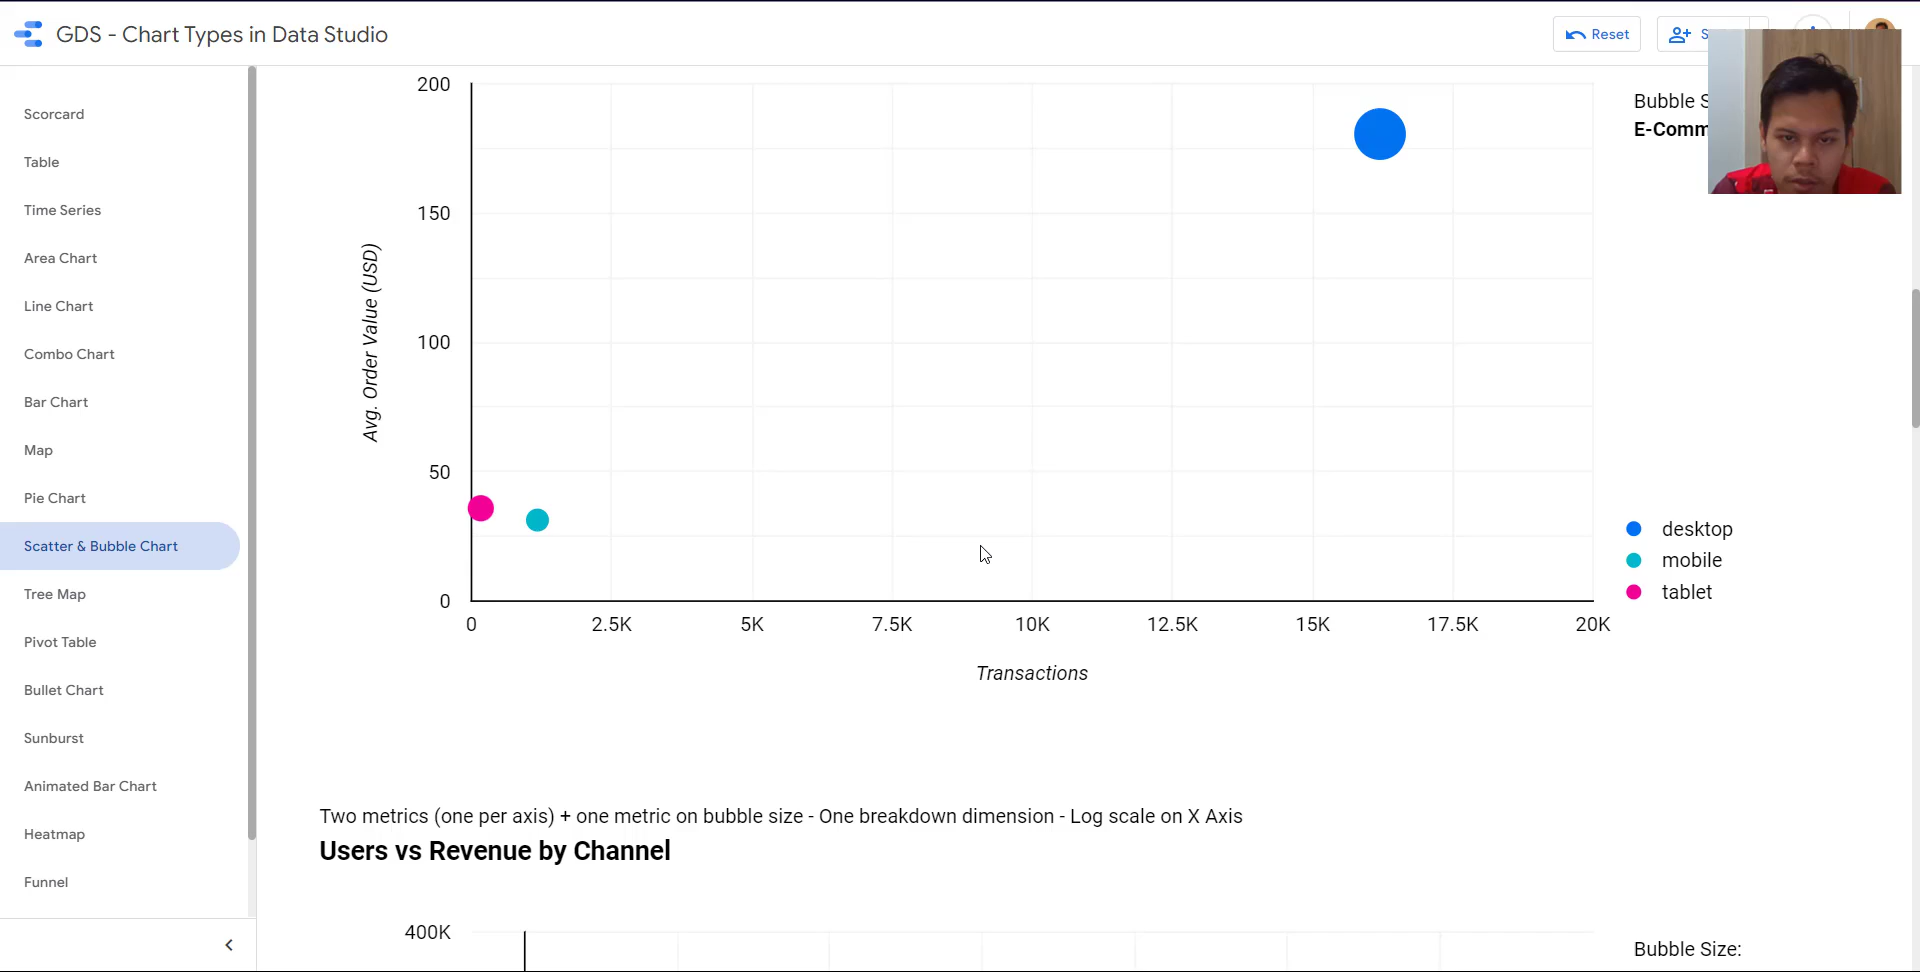 GDS - Chart Types in Data Studio
Reset
Scorcard
Table
Time Series
Area Chart
Line Chart
Combo Chart
Bar Chart
Map
Pie Chart
Scatter & Bubble Chart
Tree Map
Pivot Table
Bullet Chart
Sunburst
Animated Bar Chart
Heatmap
Funnel
200
150
100
50
0
Avg. Order Value (USD)
0 2.5K 5K 7.5K 10K 12.5K 15K 17.5K 20K
Transactions
Bubble S
E-Comm
desktop
mobile
tablet
Two metrics (one per axis) + one metric on bubble size - One breakdown dimension - Log scale on X Axis
Users vs Revenue by Channel
400K
Bubble Size: